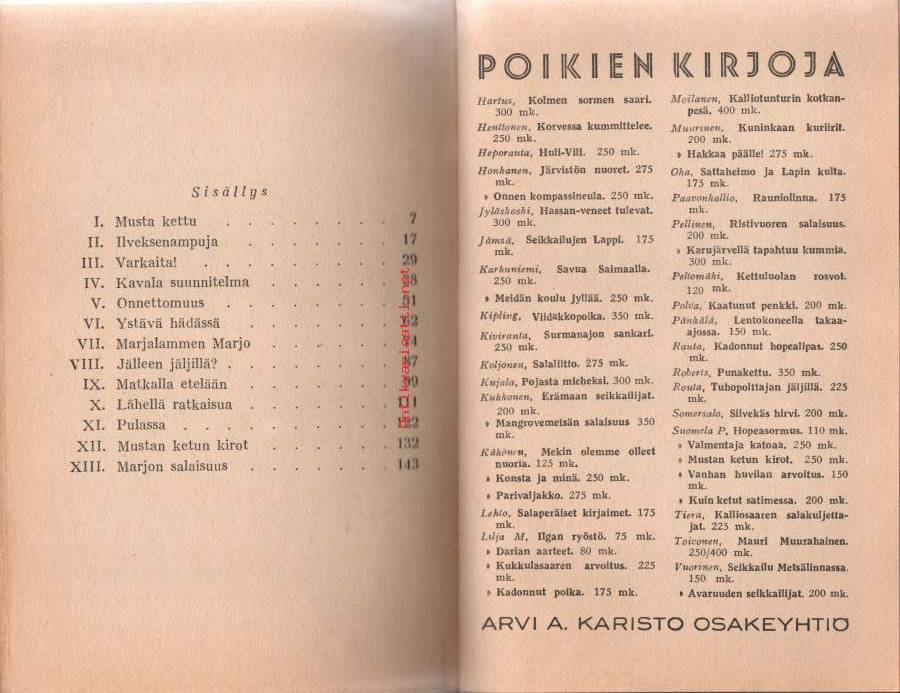 Sisällys
I. Musta kettu . . . . . . . . 7
II. Ilveksenampuja . . . . . . . 17
III. Varkaita! . . . . . . . . 29
IV. Kavala suunnitelma . . . . . .
V. Onnettomuus . . . . . . .
VI. Ystävä hädässä . . . . . . .
VII. Marjalammen Marjo . . . . . .
VIII. Jälleen jäljillä? . . . . . . . .
IX. Matkalla etelään . . . . . . .
X. Lähellä ratkaisua . . . . . . .
XI. Pulassa . . . . . . . . .
XII. Mustan ketun kirot . . . . . . 132
XIII. Marjon salaisuus . . . . . . . 143
antikvariaatti.net
POIKIEN KIRJOJA
Hartus, Kolmen sormen saari.
300 mk.
Henttonen, Korvessa kummittelee.
250 mk.
Heporauta, Huli-Vili. 250 mk.
Honkanen, Järvistön nuoret. 275
mk.
» Onnen kompassineula. 250 mk.
Jyläskoski, Hassan-veneet tulevat.
300 mk.
Jämsä, Seikkailujen Lappi. 175
mk.
Karhuniemi, Savua Saimaalla.
250 mk.
» Meidän koulu jyllää. 250 mk.
Kipling, Viidakkopoika. 350 mk.
Kiviranta, Surmanajon sankari.
250 mk.
Koljonen, Salaliitto. 275 mk.
Kujala, Pojasta mieheksi. 300 mk.
Kukkonen, Erämaan seikkailijat.
200 mk.
» Mangrovemetsän salaisuus 350
mk.
Kähönen, Mekin olemme olleet
nuoria. 125 mk.
» Konsta ja minä. 250 mk.
» Parivaljakko. 275 mk.
Lehto, Salaperäiset kirjaimet. 175
mk.
Lilja M, Ilgan ryöstö. 75 mk.
» Darian aarteet. 80 mk.
» Kukkulasaaren arvoitus. 225
mk.
» Kadonnut poika. 175 mk.
Moilanen, Kalliotunturin kotkan-
pesä. 400 mk.
Muurinen, Kuninkaan kuriirit.
200 mk.
» Hakkaa päälle! 275 mk.
Oka, Sattaheimo ja Lapin kulta.
175 mk.
Paavonhallio, Rauniolinna. 175
mk.
Pellinen, Ristivuoren salaisuus.
200 mk.
» Karujärvellä tapahtuu kummia.
300 mk.
Peltomäki, Kettuluolan rosvot.
120 mk.
Polva, Kaatunut penkki. 200 mk.
Pänkälä, Lentokoneella takaa-
ajossa. 150 mk.
Rauta, Kadonnut hopealipas. 250
mk.
Roberts, Punakettu. 350 mk.
Routa, Tuhopolttajan jäljillä. 225
mk.
Somersalo, Siivekäs hirvi. 200 mk.
Suomela P, Hopeasormus. 110 mk.
» Valmentaja katoaa. 250 mk.
» Mustan ketun kirot. 250 mk.
» Vanhan huvilan arvoitus. 150
mk.
» Kuin ketut satimessa. 200 mk.
Tiera, Kalliosaaren salakuljetta-
jat. 225 mk.
Toivonen, Mauri Muurahainen.
250/400 mk.
Vuorinen, Seikkailu Metsälinnassa.
150 mk.
» Avaruuden seikkailijat. 200 mk.
ARVI A. KARISTO OSAKEYHTIÖ